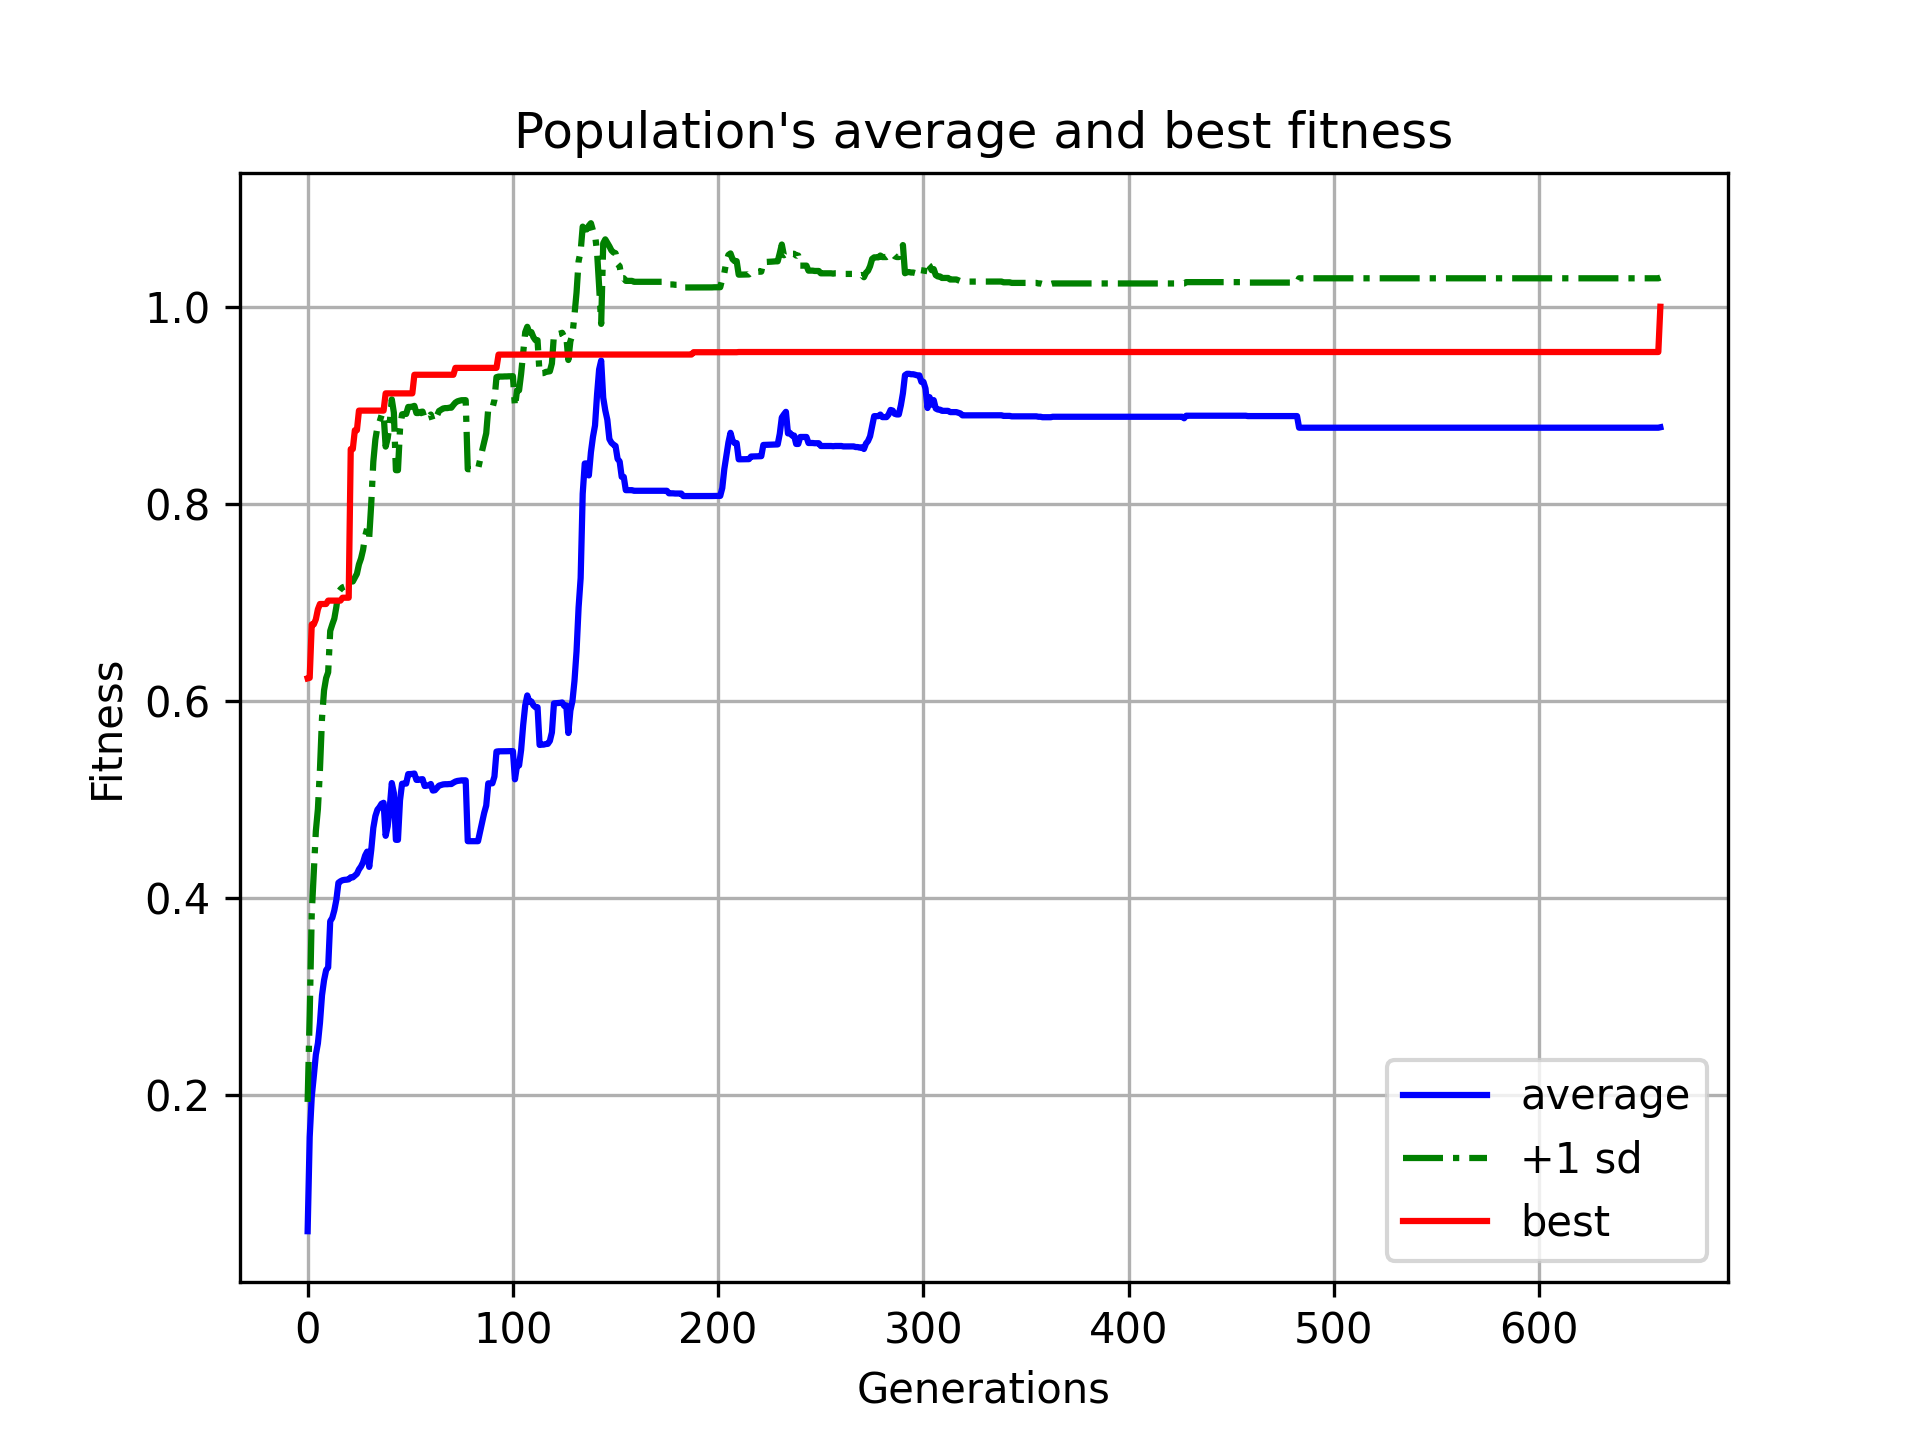 Population's average and best fitness
Fitness
1.0
0.8
0.6
0.4
0.2
0 100 200 300 400 500 600
Generations
average
+1 sd
best